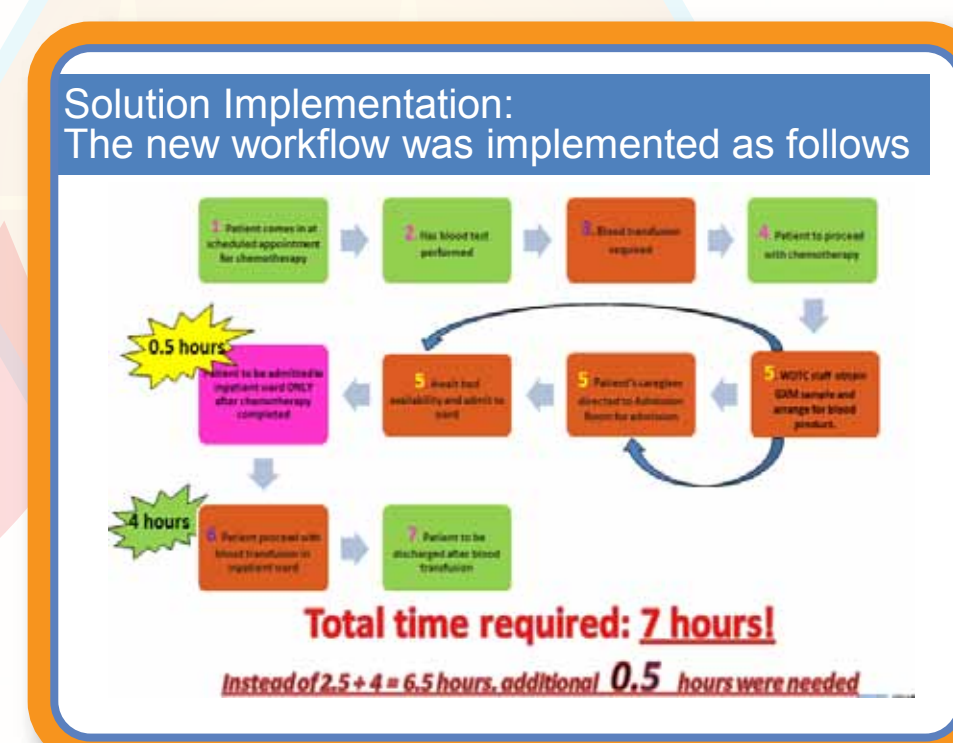 Solution Implementation:
The new workflow was implemented as follows
1. Patient comes in at
scheduled appointment
for chemotherapy
2. Has blood test
performed
3. Blood transfusion
required
4. Patient to proceed
with chemotherapy
0.5 hours
Patient to be admitted to
inpatient ward ONLY
after chemotherapy
completed
5. Await bed
availability and admit to
ward
5. Patient's caregiver
directed to Admission
Room for admission
5. WDTC staff obtain
GXM sample and
arrange for blood
product.
4 hours
6. Patient proceed with
blood transfusion in
inpatient ward
7. Patient to be
discharged after blood
transfusion
Total time required: 7 hours!
Instead of 2.5 + 4 = 6.5 hours, additional 0.5 hours were needed